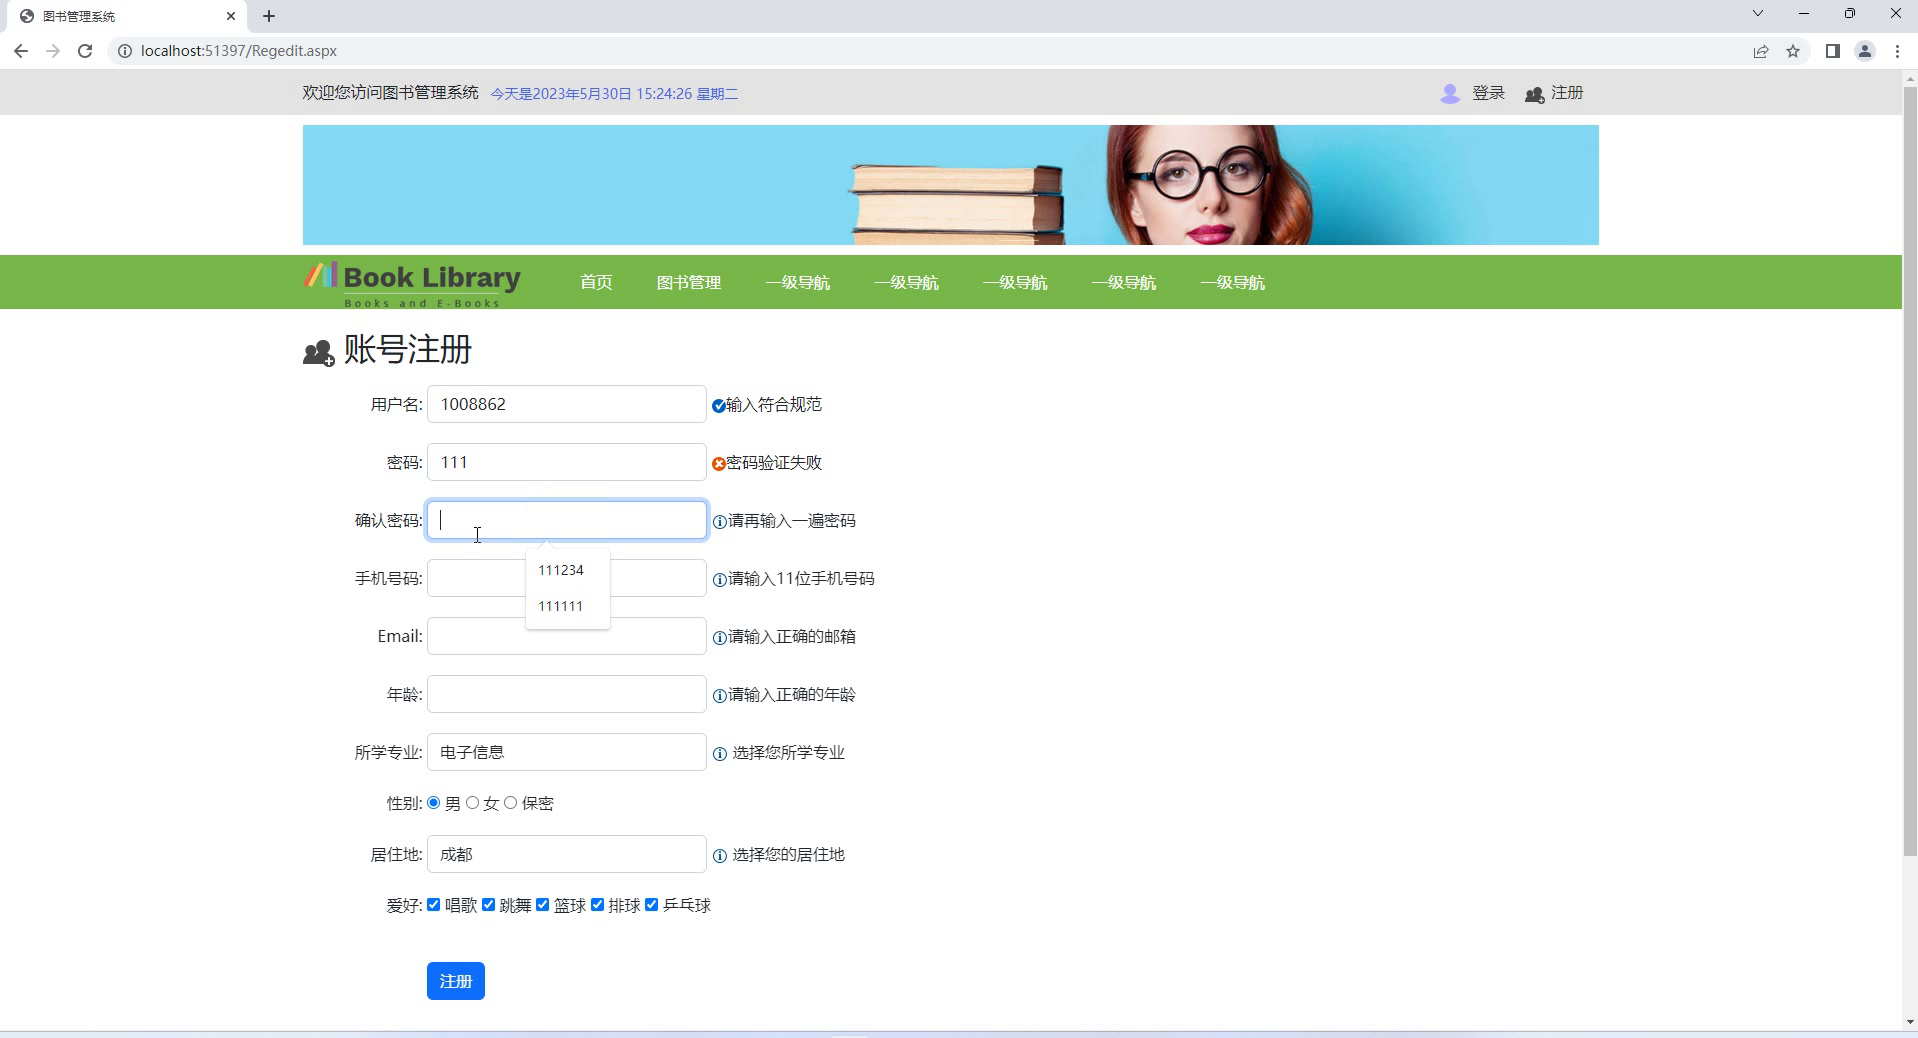 图书管理系统
localhost:51397/Regedit.aspx
欢迎您访问图书管理系统 今天是2023年5月30日 15:24:26 星期二 登录 注册
Book Library
Books and E-Books
首页 图书管理 一级导航 一级导航 一级导航 一级导航 一级导航
账号注册
用户名: 1008862 输入符合规范
密码: 111 密码验证失败
确认密码: 请再输入一遍密码
111234
手机号码: 请输入11位手机号码
111111
Email: 请输入正确的邮箱
年龄: 请输入正确的年龄
所学专业: 电子信息 选择您所学专业
性别: 男 女 保密
居住地: 成都 选择您的居住地
爱好: 唱歌 跳舞 篮球 排球 乒乓球
注册